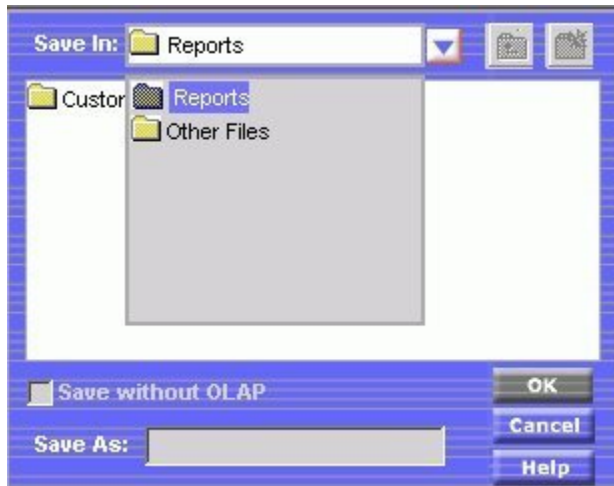 Save In: Reports
Custor Reports
Other Files
Save without OLAP
OK
Cancel
Save As:
Help